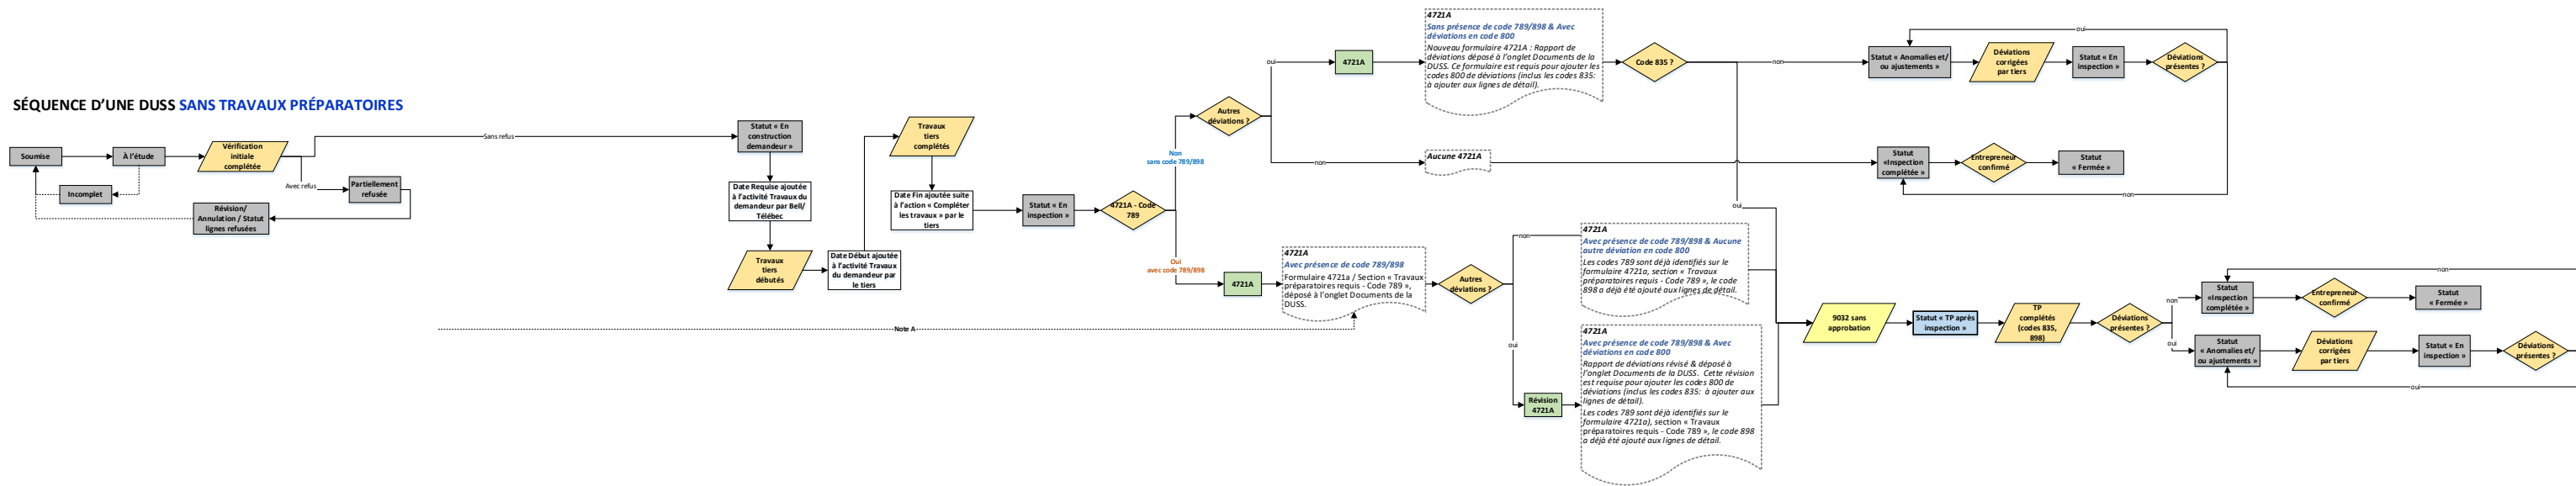 SÉQUENCE D'UNE DUSS SANS TRAVAUX PRÉPARATOIRES
Soumise
À l'étude
Vérification
initiale
complétée
Incomplet
Sans refus
Avec refus
Partiellement
refusée
Révision/
Annulation / Statut
lignes refusées
Statut « En
construction
demandeur »
Date Requise ajoutée
à l'activité Travaux du
demandeur par Bell/
Télébec
Travaux
tiers
débutés
Date Début ajoutée
à l'activité Travaux
du demandeur par
le tiers
Travaux
tiers
complétés
Date Fin ajoutée suite
à l'action « Compléter
les travaux » par le
tiers
Statut « En
inspection »
4721A - Code
789
Non
sans code 789/898
Oui
avec code 789/898
Autres
déviations ?
oui
4721A
4721A
Sans présence de code 789/898 & Avec
déviations en code 800
Nouveau formulaire 4721A : Rapport de
déviations déposé à l'onglet Documents de la
DUSS. Ce formulaire est requis pour ajouter les
codes 800 de déviations (inclus les codes 835:
à ajouter aux lignes de détail).
Code 835 ?
non
Statut « Anomalies et/
ou ajustements »
Déviations
corrigées
par tiers
Statut « En
inspection »
Déviations
présentes ?
oui
non
Aucune 4721A
Statut
«Inspection
complétée »
Entrepreneur
confirmé
Statut
« Fermée »
non
oui
4721A
4721A
Avec présence de code 789/898
Formulaire 4721a / Section « Travaux
préparatoires requis - Code 789 »,
déposé à l'onglet Documents de la
DUSS.
Note A
Autres
déviations ?
non
4721A
Avec présence de code 789/898 & Aucune
autre déviation en code 800
Les codes 789 sont déjà identifiés sur le
formulaire 4721a, section « Travaux
préparatoires requis - Code 789 », le code
898 a déjà été ajouté aux lignes de détail.
oui
Révision
4721A
4721A
Avec présence de code 789/898 & Avec
déviations en code 800
Rapport de déviations révisé & déposé à
l'onglet Documents de la DUSS. Cette révision
est requise pour ajouter les codes 800 de
déviations (inclus les codes 835: à ajouter aux
lignes de détail).
Les codes 789 sont déjà identifiés sur le
formulaire 4721a), section « Travaux
préparatoires requis - Code 789 », le code 898
a déjà été ajouté aux lignes de détail.
9032 sans
approbation
Statut « TP après
inspection »
TP
complétés
(codes 835,
898)
Déviations
présentes ?
non
oui
Statut
«Inspection
complétée »
Entrepreneur
confirmé
Statut
« Fermée »
non
Statut
« Anomalies et/
ou ajustements »
Déviations
corrigées
par tiers
Statut « En
inspection »
Déviations
présentes ?
oui